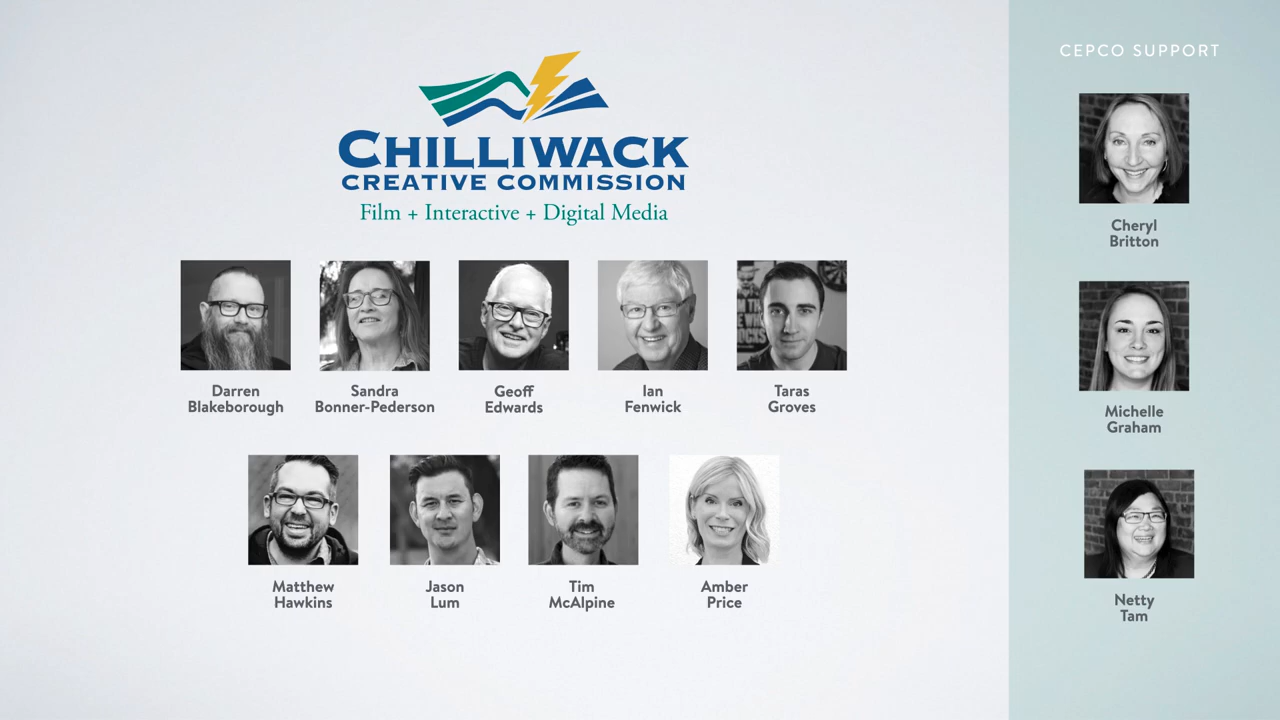 CHILLIWACK
CREATIVE COMMISSION
Film + Interactive + Digital Media
Darren
Blakeborough
Sandra
Bonner-Pederson
Geoff
Edwards
Ian
Fenwick
Taras
Groves
Matthew
Hawkins
Jason
Lum
Tim
McAlpine
Amber
Price
CEPCO SUPPORT
Cheryl
Britton
Michelle
Graham
Netty
Tam